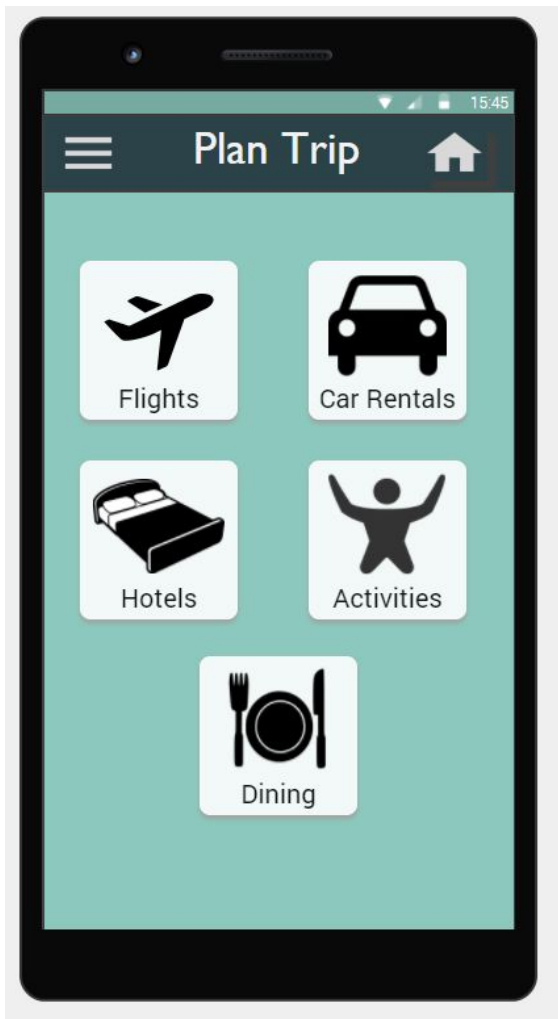 15:45
Plan Trip
Flights
Car Rentals
Hotels
Activities
Dining